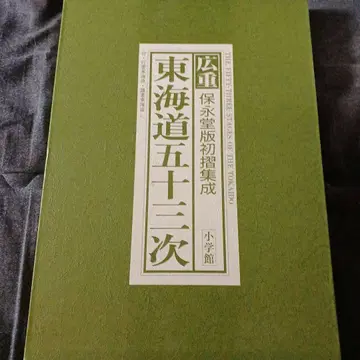 広重
保永堂版初摺集成
東海道五十三次
小学館
THE FIFTY-THREE STAGES OF THE TOKAIDO